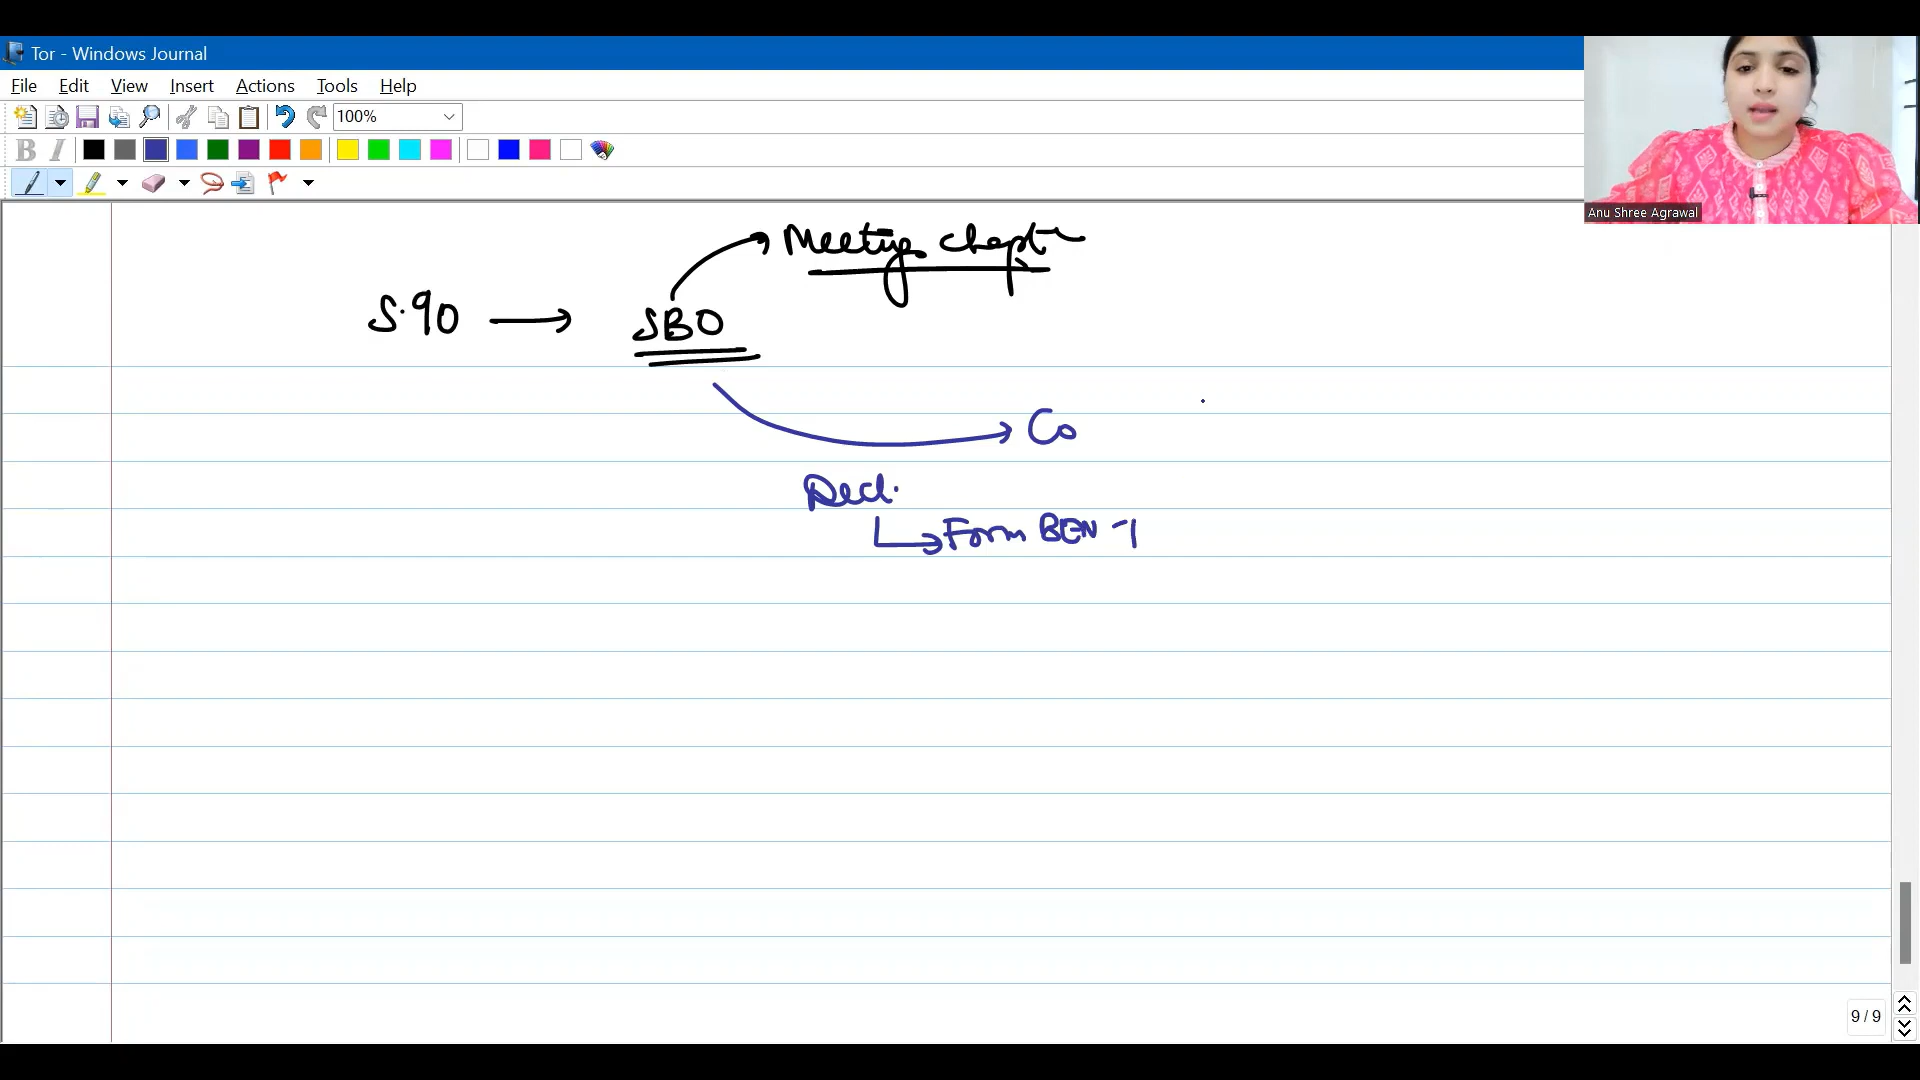 Tor - Windows Journal
File Edit View Insert Actions Tools Help
100%
B I
Anu Shree Agrawal
Meeting chapter
S.90 → SBO
Co
Decl.
Form BEN -1
9 / 9